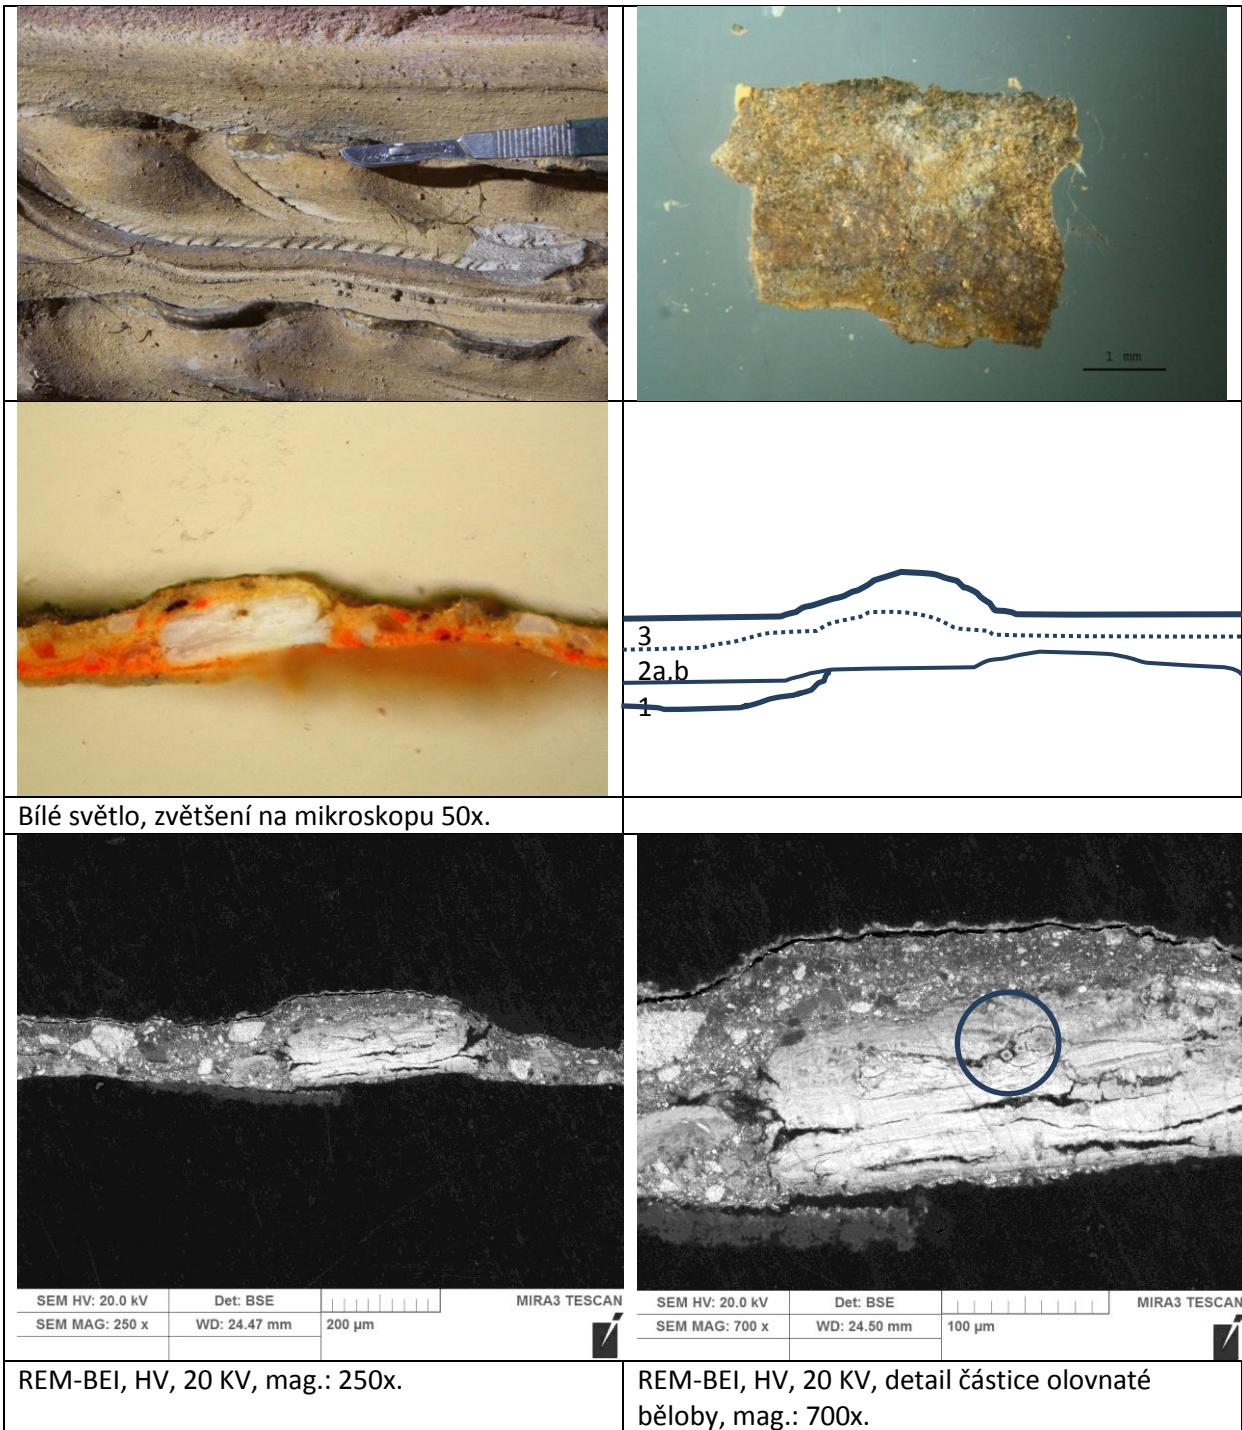 1 mm
3
2a.b
1
Bílé světlo, zvětšení na mikroskopu 50x.
SEM HV: 20.0 kV Det: BSE MIRA3 TESCAN
SEM MAG: 250 x WD: 24.47 mm 200 µm
SEM HV: 20.0 kV Det: BSE MIRA3 TESCAN
SEM MAG: 700 x WD: 24.50 mm 100 µm
REM-BEI, HV, 20 KV, mag.: 250x.
REM-BEI, HV, 20 KV, detail částice olovnaté
běloby, mag.: 700x.